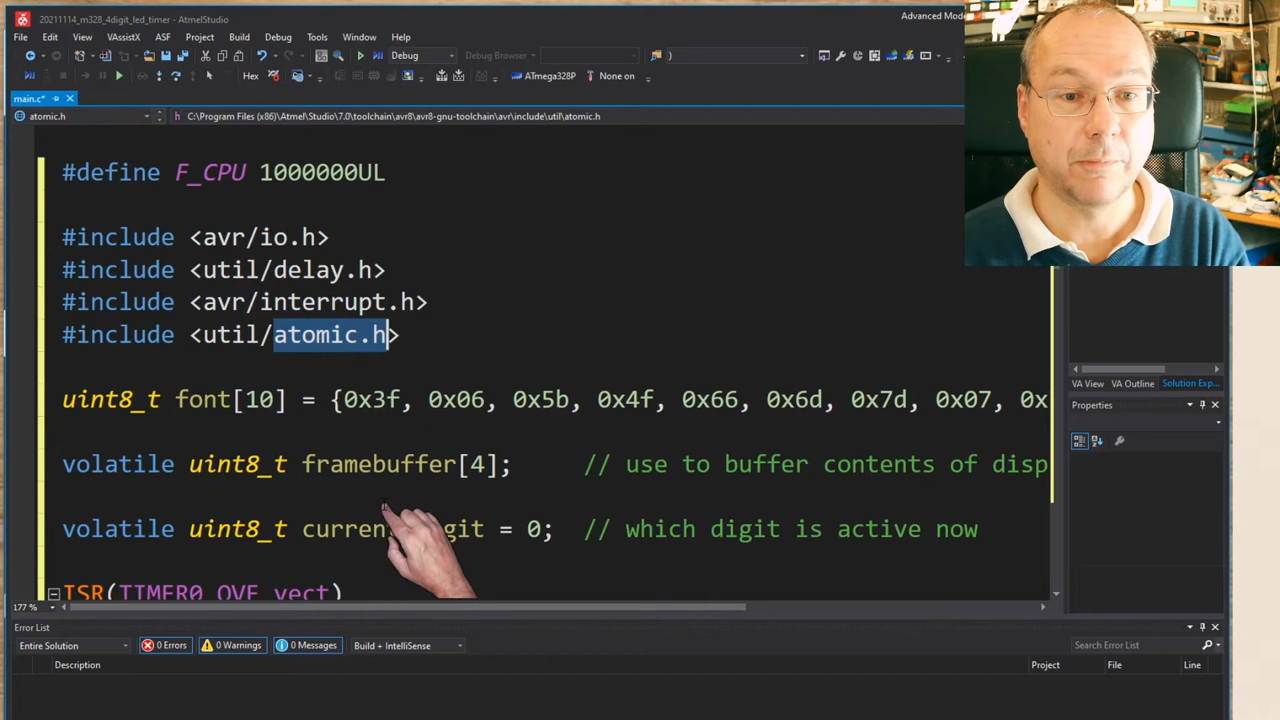 20211114_m328_4digit_led_timer - AtmelStudio
Advanced Mode
File Edit View VAssistX ASF Project Build Debug Tools Window Help
Debug Debug Browser )
Hex ATmega328P None on
main.c*
atomic.h C:\Program Files (x86)\Atmel\Studio\7.0\toolchain\avr8\avr8-gnu-toolchain\avr\include\util\atomic.h
#define F_CPU 1000000UL
#include <avr/io.h>
#include <util/delay.h>
#include <avr/interrupt.h>
#include <util/atomic.h>
uint8_t font[10] = {0x3f, 0x06, 0x5b, 0x4f, 0x66, 0x6d, 0x7d, 0x07, 0x
volatile uint8_t framebuffer[4]; // use to buffer contents of disp
volatile uint8_t curren git = 0; // which digit is active now
ISR(TIMER0_OVF_vect)
177 %
VA View VA Outline Solution Exp...
Properties
Error List
Entire Solution 0 Errors 0 Warnings 0 Messages Build + IntelliSense Search Error List
Description Project File Line